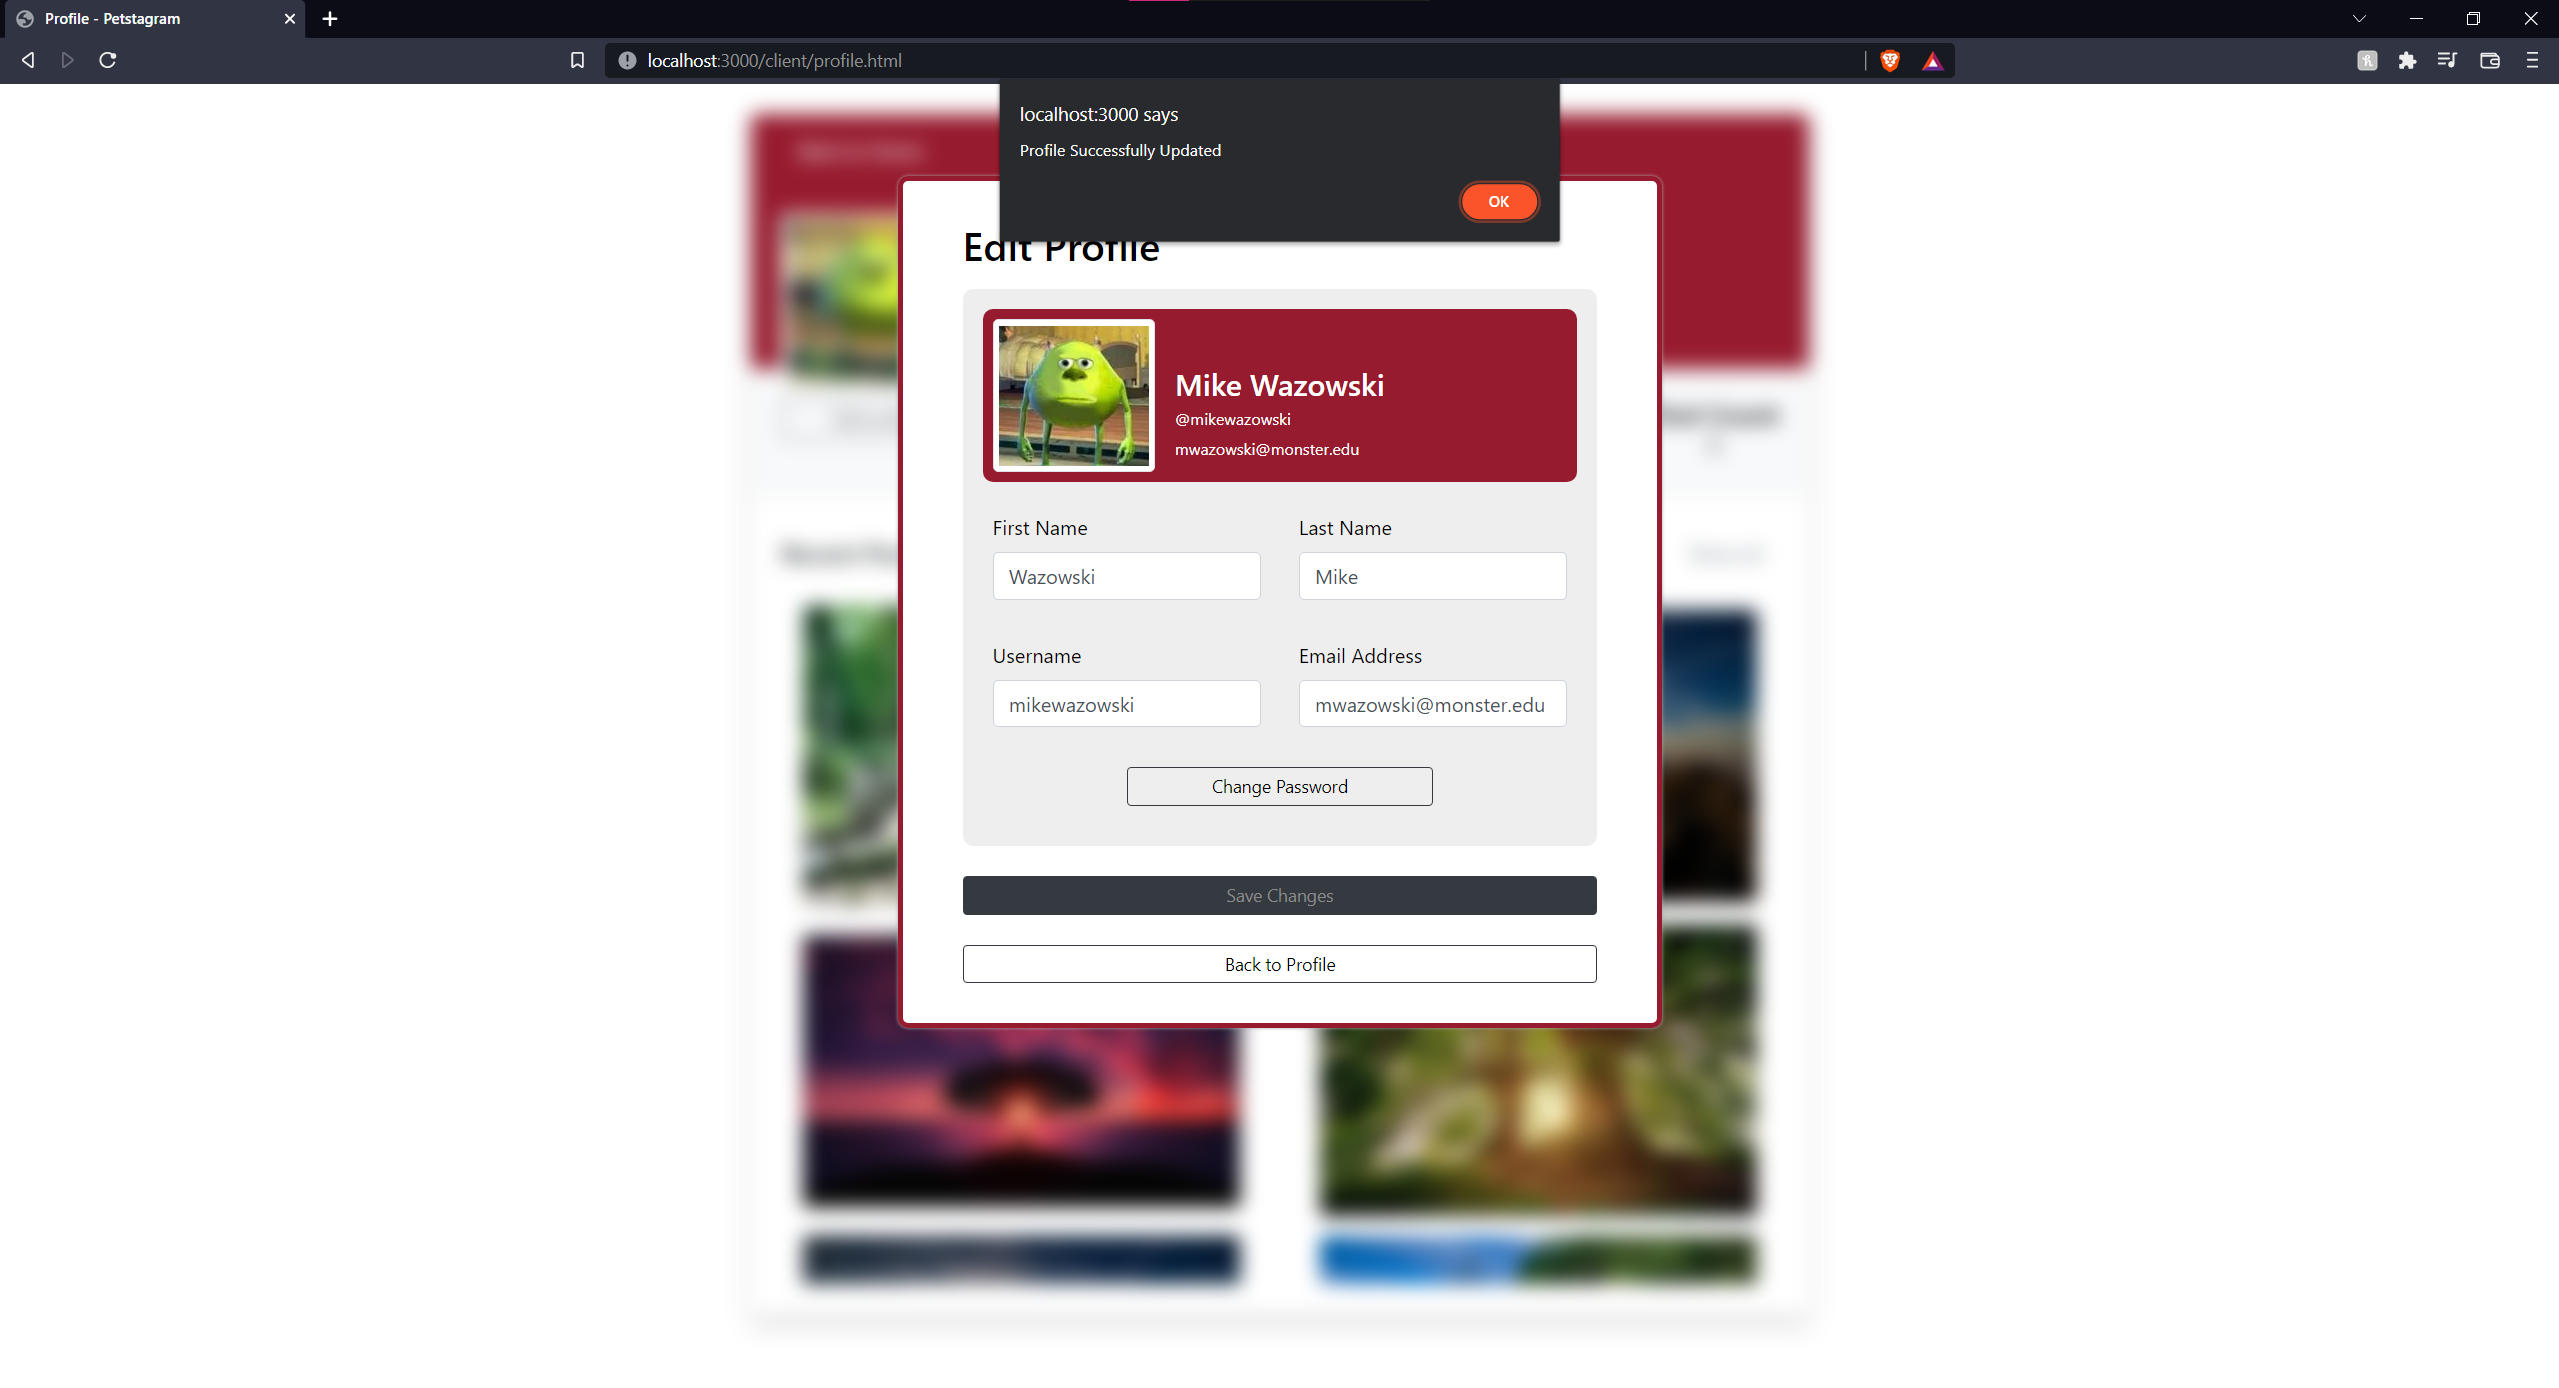 Profile - Petstagram
localhost:3000/client/profile.html
localhost:3000 says
Profile Successfully Updated
OK
Edit Profile
Mike Wazowski
@mikewazowski
mwazowski@monster.edu
First Name
Last Name
Wazowski
Mike
Username
Email Address
mikewazowski
mwazowski@monster.edu
Change Password
Save Changes
Back to Profile